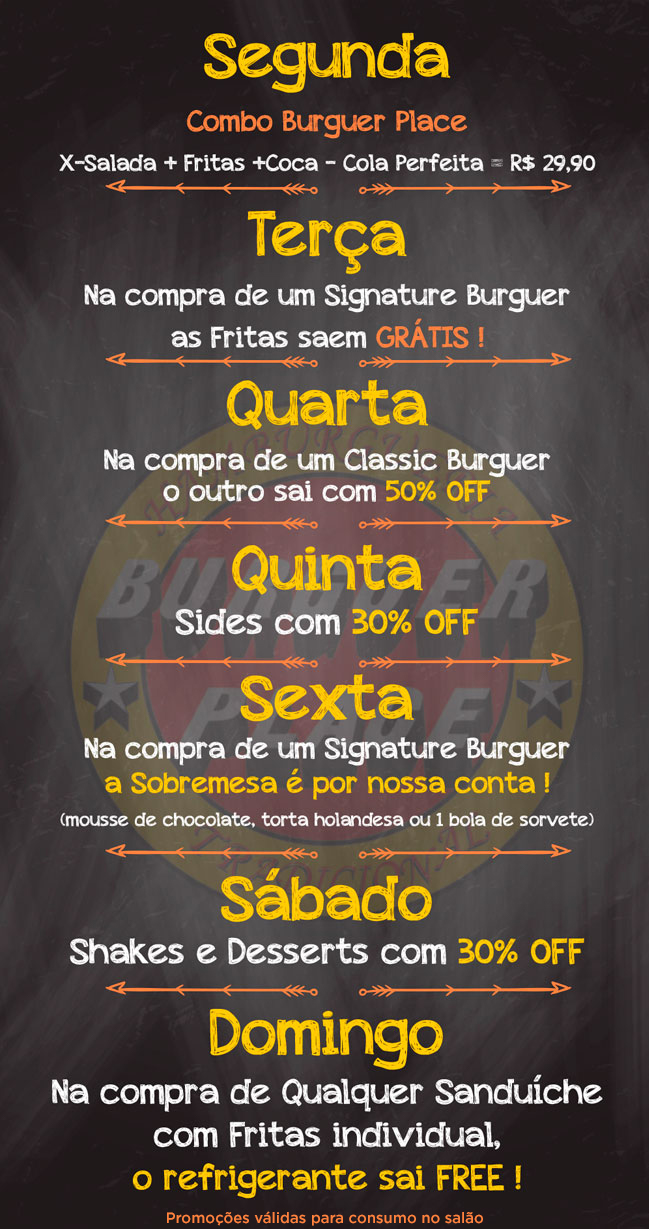 Segunda
Combo Burguer Place
X-Salada + Fritas +Coca - Cola Perfeita = R$ 29,90
Terça
Na compra de um Signature Burguer
as Fritas saem GRÁTIS !
Quarta
Na compra de um Classic Burguer
o outro sai com 50% OFF
Quinta
Sides com 30% OFF
Sexta
Na compra de um Signature Burguer
a Sobremesa é por nossa conta !
(mousse de chocolate, torta holandesa ou 1 bola de sorvete)
Sábado
Shakes e Desserts com 30% OFF
Domingo
Na compra de Qualquer Sanduíche
com Fritas individual,
o refrigerante sai FREE !
Promoções válidas para consumo no salão
HAMBURGUERIA
BURGUER
PLACE
TRADICIONAL